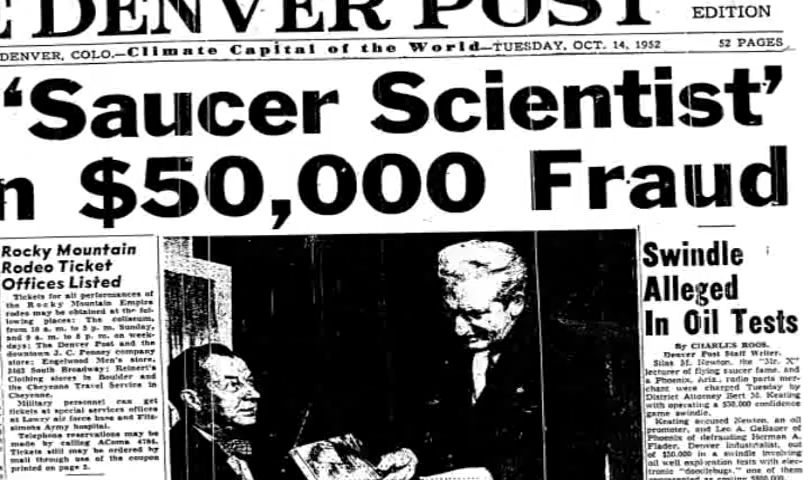 E DENVER POST
EDITION
DENVER, COLO.—Climate Capital of the World—TUESDAY, OCT. 14, 1952
52 PAGES
'Saucer Scientist'
n $50,000 Fraud
Rocky Mountain
Rodeo Ticket
Offices Listed
Tickets for all performances of
the Rocky Mountain Empire
rodeo may be obtained at the fol-
lowing places: The coliseum,
from 10 a. m. to 5 p. m. Sunday,
and 9 a. m. to 8 p. m. on week-
days; The Denver Post and the
downtown J. C. Penney company
store; Englewood Men's store,
South Broadway; Reinert's
Clothing stores in Boulder and
the Cheyenne Travel Service in
Cheyenne.
Military personnel can get
tickets at special services offices
at Lowry air force base and Fitz-
simons Army hospital.
Telephone reservations may be
made by calling AComa 4784.
Tickets still may be ordered by
mail through use of the coupon
printed on page 2.
Swindle
Alleged
In Oil Tests
By CHARLES ROOS.
Denver Post Staff Writer.
Silas M. Newton, the "Mr. X"
lecturer of flying saucer fame, and
a Phoenix, Ariz., radio parts mer-
chant were charged Tuesday by
District Attorney Bert M. Keating
with operating a $50,000 confidence
game swindle.
Keating accused Newton, an oil
promoter, and Leo A. GeBauer of
Phoenix of defrauding Herman A.
Flader, Denver industrialist, out
of $50,000 in a swindle involving
oil well exploration tests with elec-
tronic "doodlebugs," one of them
represented as costing $800,000.